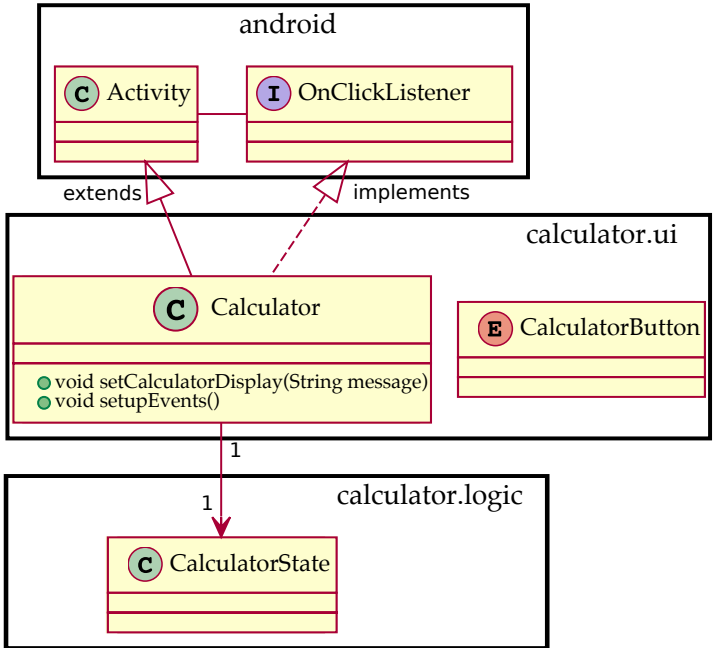 android
C Activity
I OnClickListener
extends
implements
calculator.ui
C Calculator
E CalculatorButton
void setCalculatorDisplay(String message)
void setupEvents()
1
calculator.logic
1
C CalculatorState